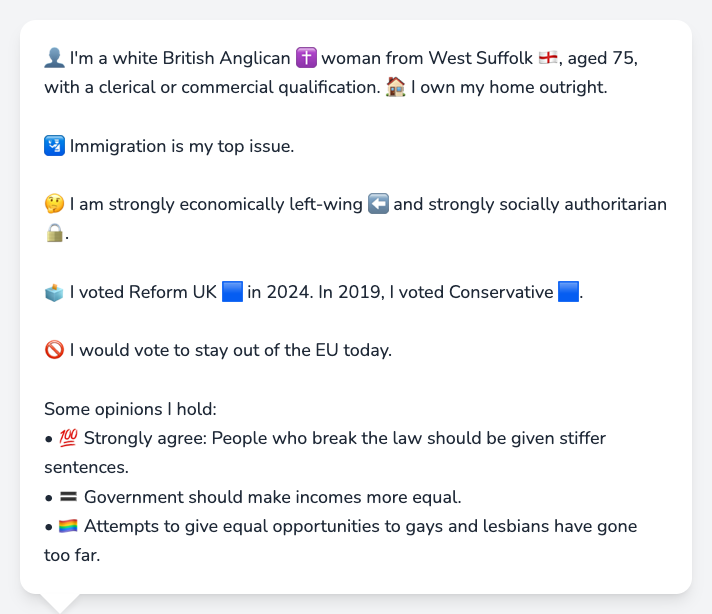 👤 I'm a white British Anglican ✝️ woman from West Suffolk 🏴󠁧󠁢󠁥󠁮󠁧󠁿, aged 75,
with a clerical or commercial qualification. 🏠 I own my home outright.
🛂 Immigration is my top issue.
🤔 I am strongly economically left-wing ⬅️ and strongly socially authoritarian
🔒.
🗳️ I voted Reform UK 🟦 in 2024. In 2019, I voted Conservative 🟦.
🚫 I would vote to stay out of the EU today.
Some opinions I hold:
• 💯 Strongly agree: People who break the law should be given stiffer
sentences.
• 🟰 Government should make incomes more equal.
• 🏳️‍🌈 Attempts to give equal opportunities to gays and lesbians have gone
too far.